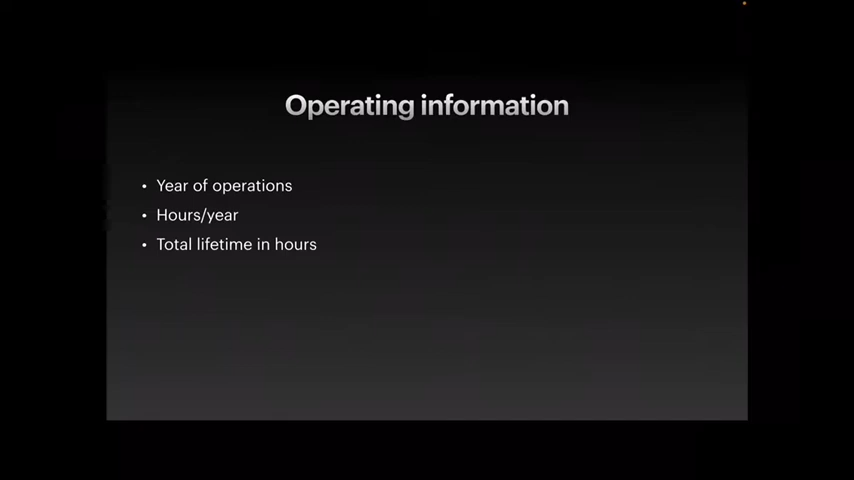 Operating information
• Year of operations
• Hours/year
• Total lifetime in hours